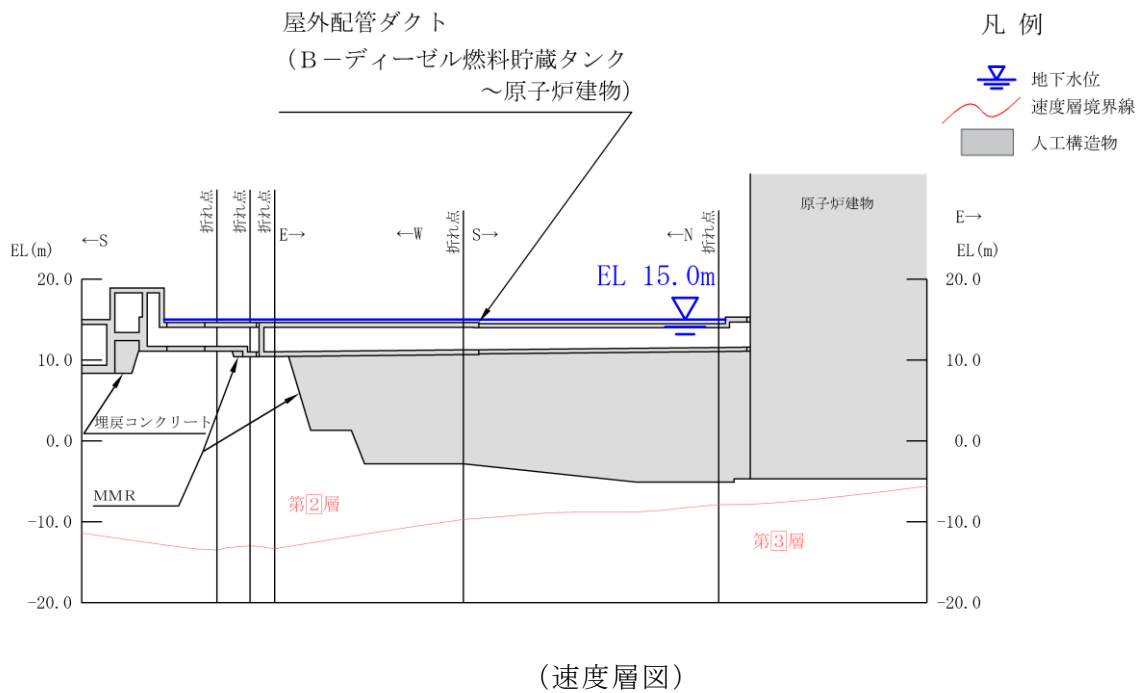 屋外配管ダクト
(B-ディーゼル燃料貯蔵タンク
~原子炉建物)
凡 例
地下水位
速度層境界線
人工構造物
原子炉建物
折れ点
折れ点
折れ点
折れ点
折れ点
←S
E→
←W
S→
←N
E→
EL(m)
EL(m)
EL 15.0m
20.0
10.0
0.0
-10.0
-20.0
20.0
10.0
0.0
-10.0
-20.0
埋戻コンクリート
MMR
第2層
第3層
(速度層図)